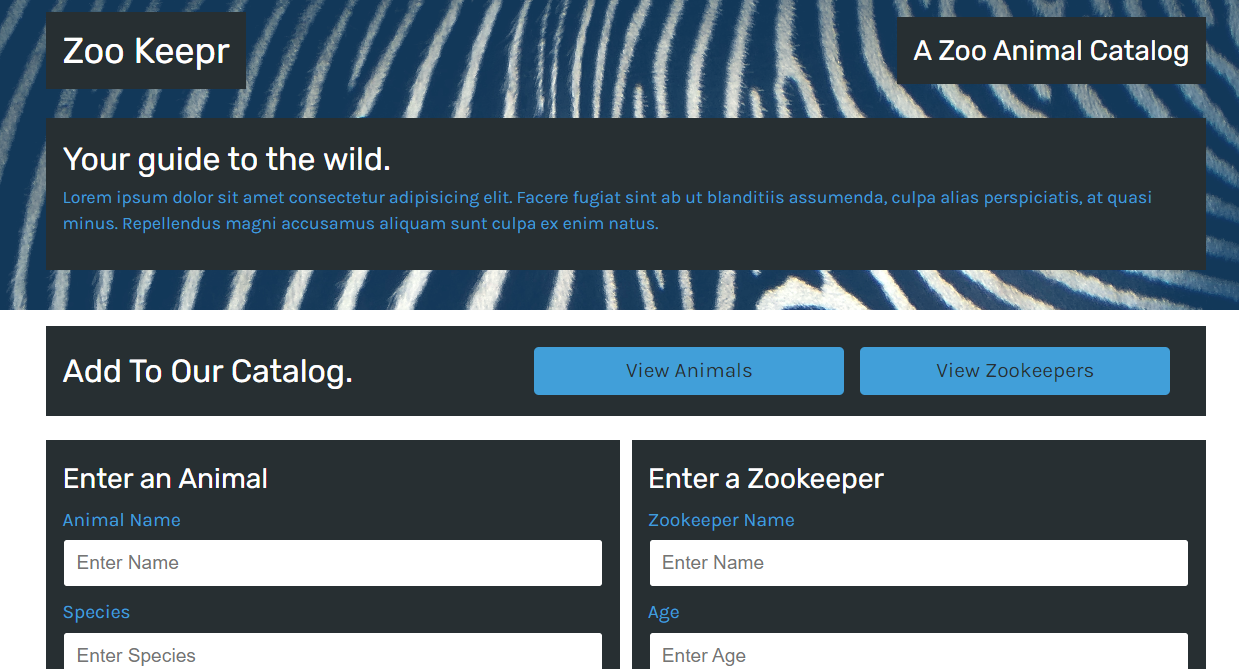 Zoo Keepr
A Zoo Animal Catalog
Your guide to the wild.
Lorem ipsum dolor sit amet consectetur adipisicing elit. Facere fugiat sint ab ut blanditiis assumenda, culpa alias perspiciatis, at quasi
minus. Repellendus magni accusamus aliquam sunt culpa ex enim natus.
Add To Our Catalog.
View Animals
View Zookeepers
Enter an Animal
Animal Name
Enter Name
Species
Enter Species
Enter a Zookeeper
Zookeeper Name
Enter Name
Age
Enter Age